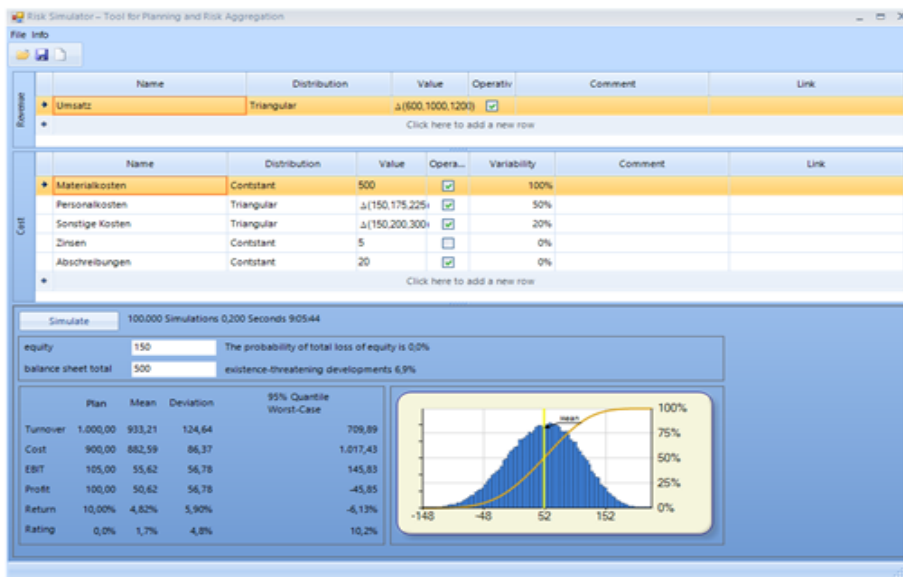 Risk Simulator – Tool for Planning and Risk Aggregation
File Info
Name Distribution Value Operativ Comment Link
Revenue
Umsatz Triangular Δ(600,1000,1200)
Click here to add a new row
Name Distribution Value Opera... Variability Comment Link
Cost
Materialkosten Contstant 500 100%
Personalkosten Triangular Δ(150,175,225 50%
Sonstige Kosten Triangular Δ(150,200,300 20%
Zinsen Contstant 5 0%
Abschreibungen Contstant 20 0%
Click here to add a new row
Simulate 100.000 Simulations 0,200 Seconds 9:05:44
equity 150 The probability of total loss of equity is 0,0%
balance sheet total 500 existence-threatening developments 6,9%
Plan Mean Deviation 95% Quantile
Worst-Case
Turnover 1.000,00 933,21 124,64 709,89
Cost 900,00 882,59 86,37 1.017,43
EBIT 105,00 55,62 56,78 145,83
Profit 100,00 50,62 56,78 -45,85
Return 10,00% 4,82% 5,90% -6,13%
Rating 0,0% 1,7% 4,8% 10,2%
Mean
100%
75%
50%
25%
0%
-148 -48 52 152